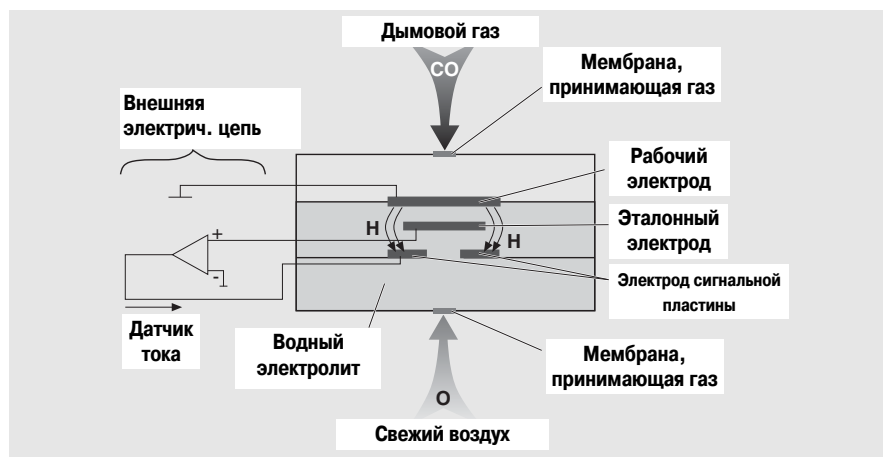 Дымовой газ
CO
Мембрана,
принимающая газ
Внешняя
электрич. цепь
Рабочий
электрод
H
Эталонный
электрод
+
H
-
Электрод сигнальной
пластины
Датчик
тока
Водный
электролит
Мембрана,
принимающая газ
O
Свежий воздух